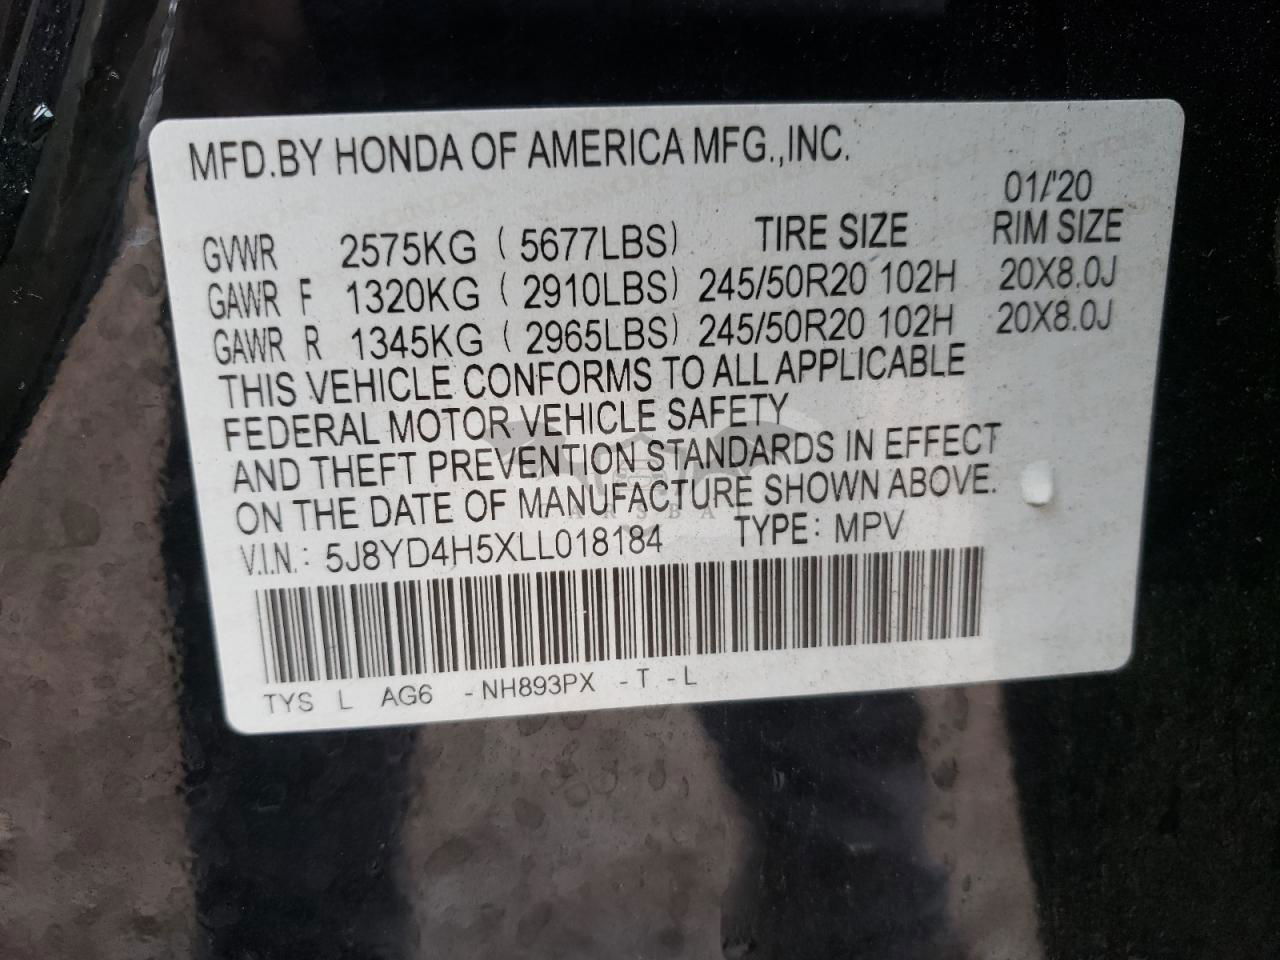 MFD.BY HONDA OF AMERICA MFG.,INC.
01/'20
GVWR 2575KG ( 5677LBS) TIRE SIZE RIM SIZE
GAWR F 1320KG ( 2910LBS) 245/50R20 102H 20X8.0J
GAWR R 1345KG ( 2965LBS) 245/50R20 102H 20X8.0J
THIS VEHICLE CONFORMS TO ALL APPLICABLE
FEDERAL MOTOR VEHICLE SAFETY
AND THEFT PREVENTION STANDARDS IN EFFECT
ON THE DATE OF MANUFACTURE SHOWN ABOVE.
V.I.N.: 5J8YD4H5XLL018184 TYPE: MPV
TYS L AG6 -NH893PX -T -L